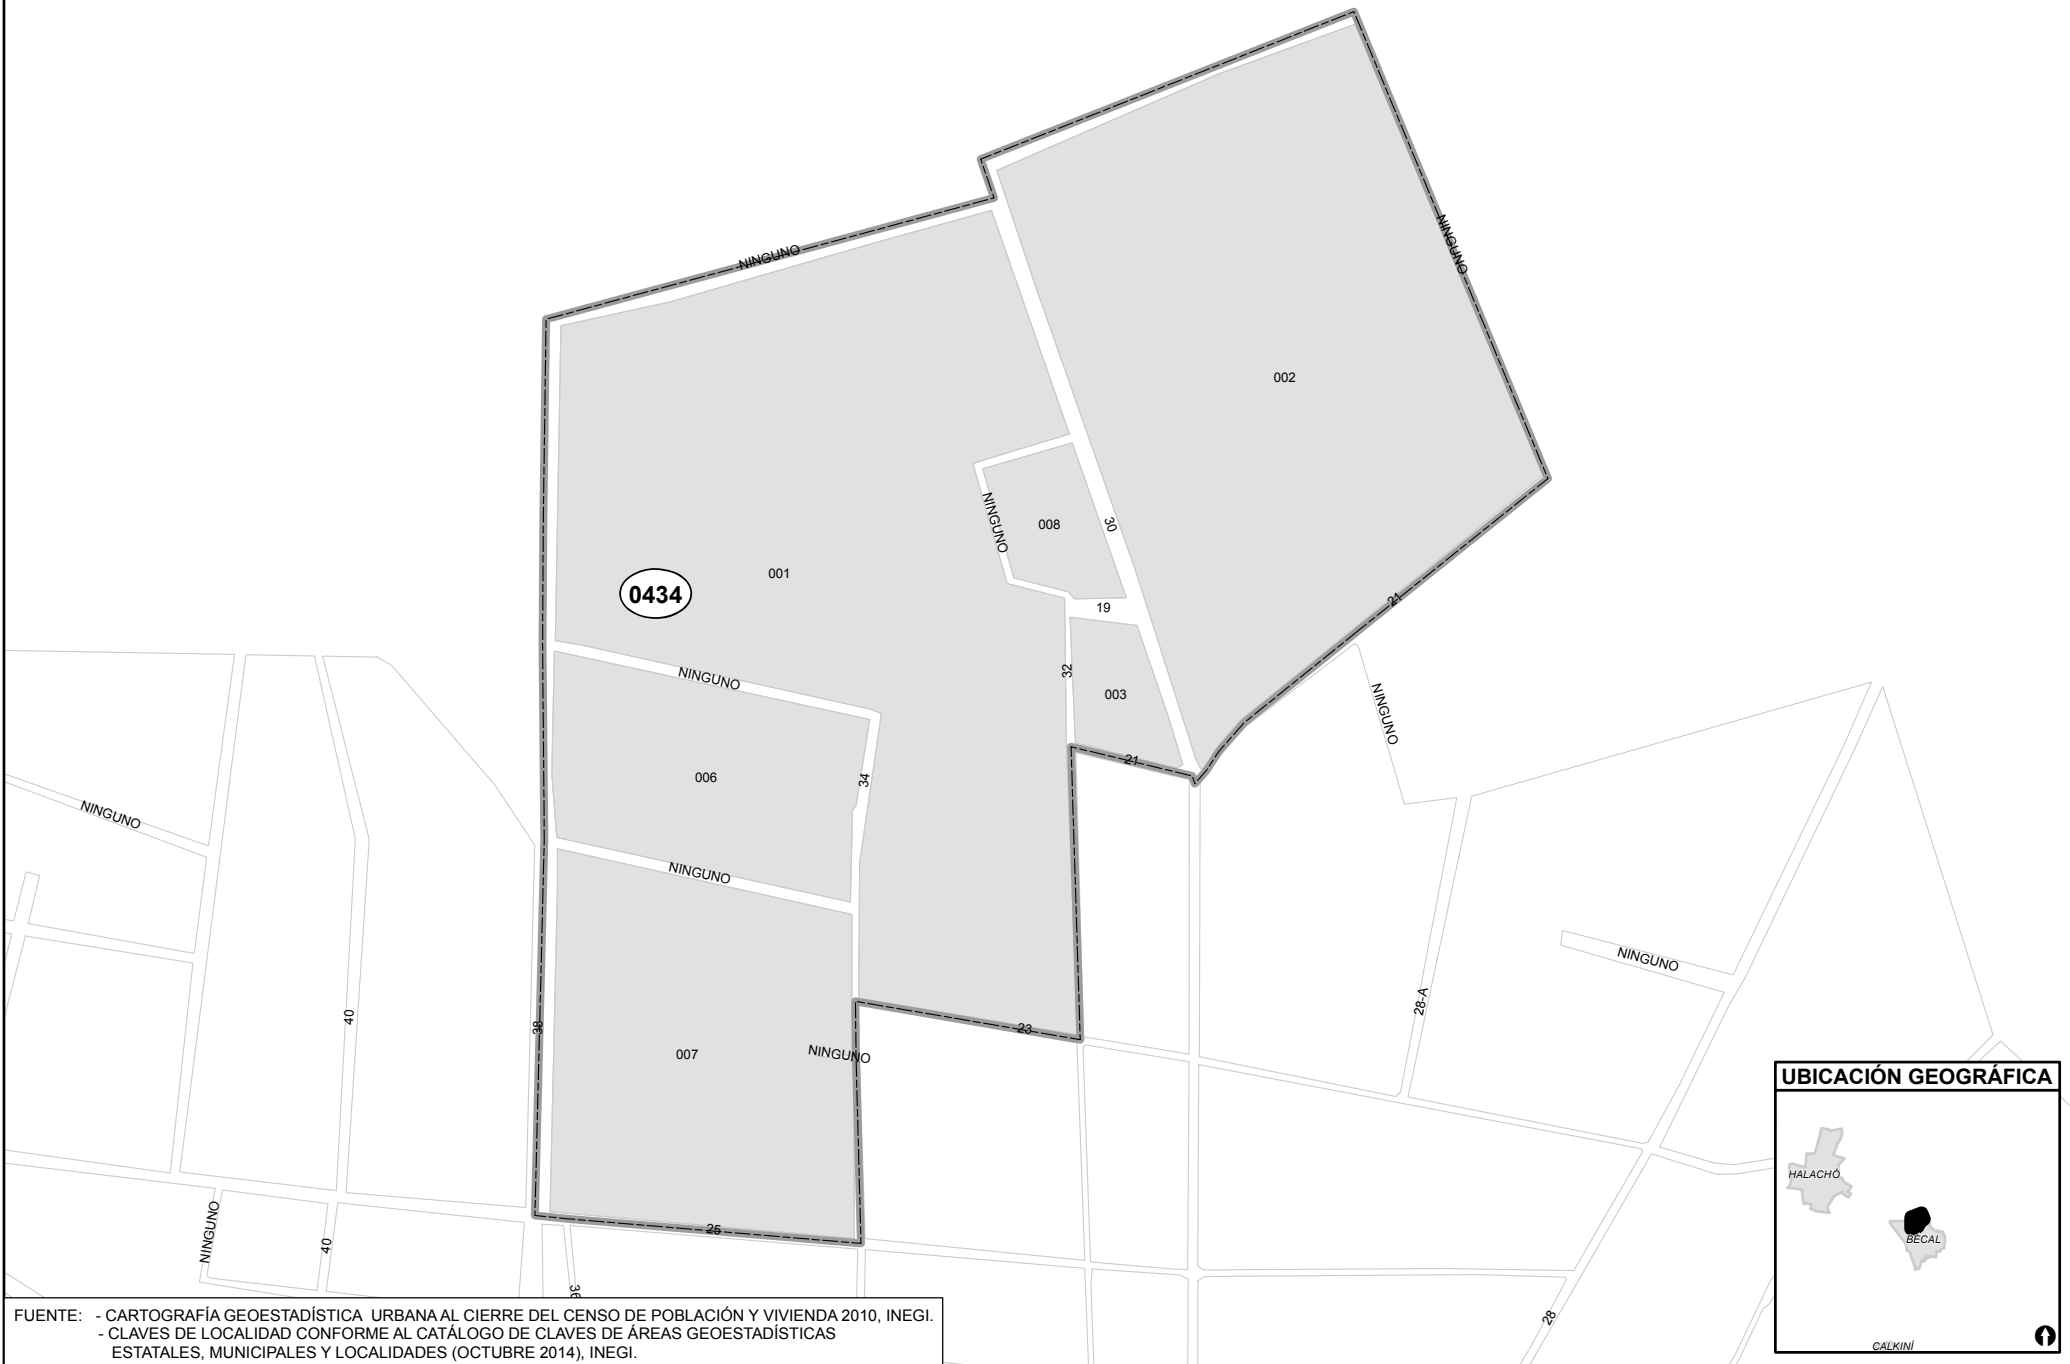 NINGUNO
NINGUNO
002
NINGUNO
008
30
001
0434
19
21
NINGUNO
32
003
NINGUNO
21
006
34
NINGUNO
NINGUNO
NINGUNO
28-A
40
38
23
007
NINGUNO
UBICACIÓN GEOGRÁFICA
HALACHÓ
BÉCAL
CALKINÍ
NINGUNO
40
25
36
28
FUENTE: - CARTOGRAFÍA GEOESTADÍSTICA URBANA AL CIERRE DEL CENSO DE POBLACIÓN Y VIVIENDA 2010, INEGI.
- CLAVES DE LOCALIDAD CONFORME AL CATÁLOGO DE CLAVES DE ÁREAS GEOESTADÍSTICAS
ESTATALES, MUNICIPALES Y LOCALIDADES (OCTUBRE 2014), INEGI.